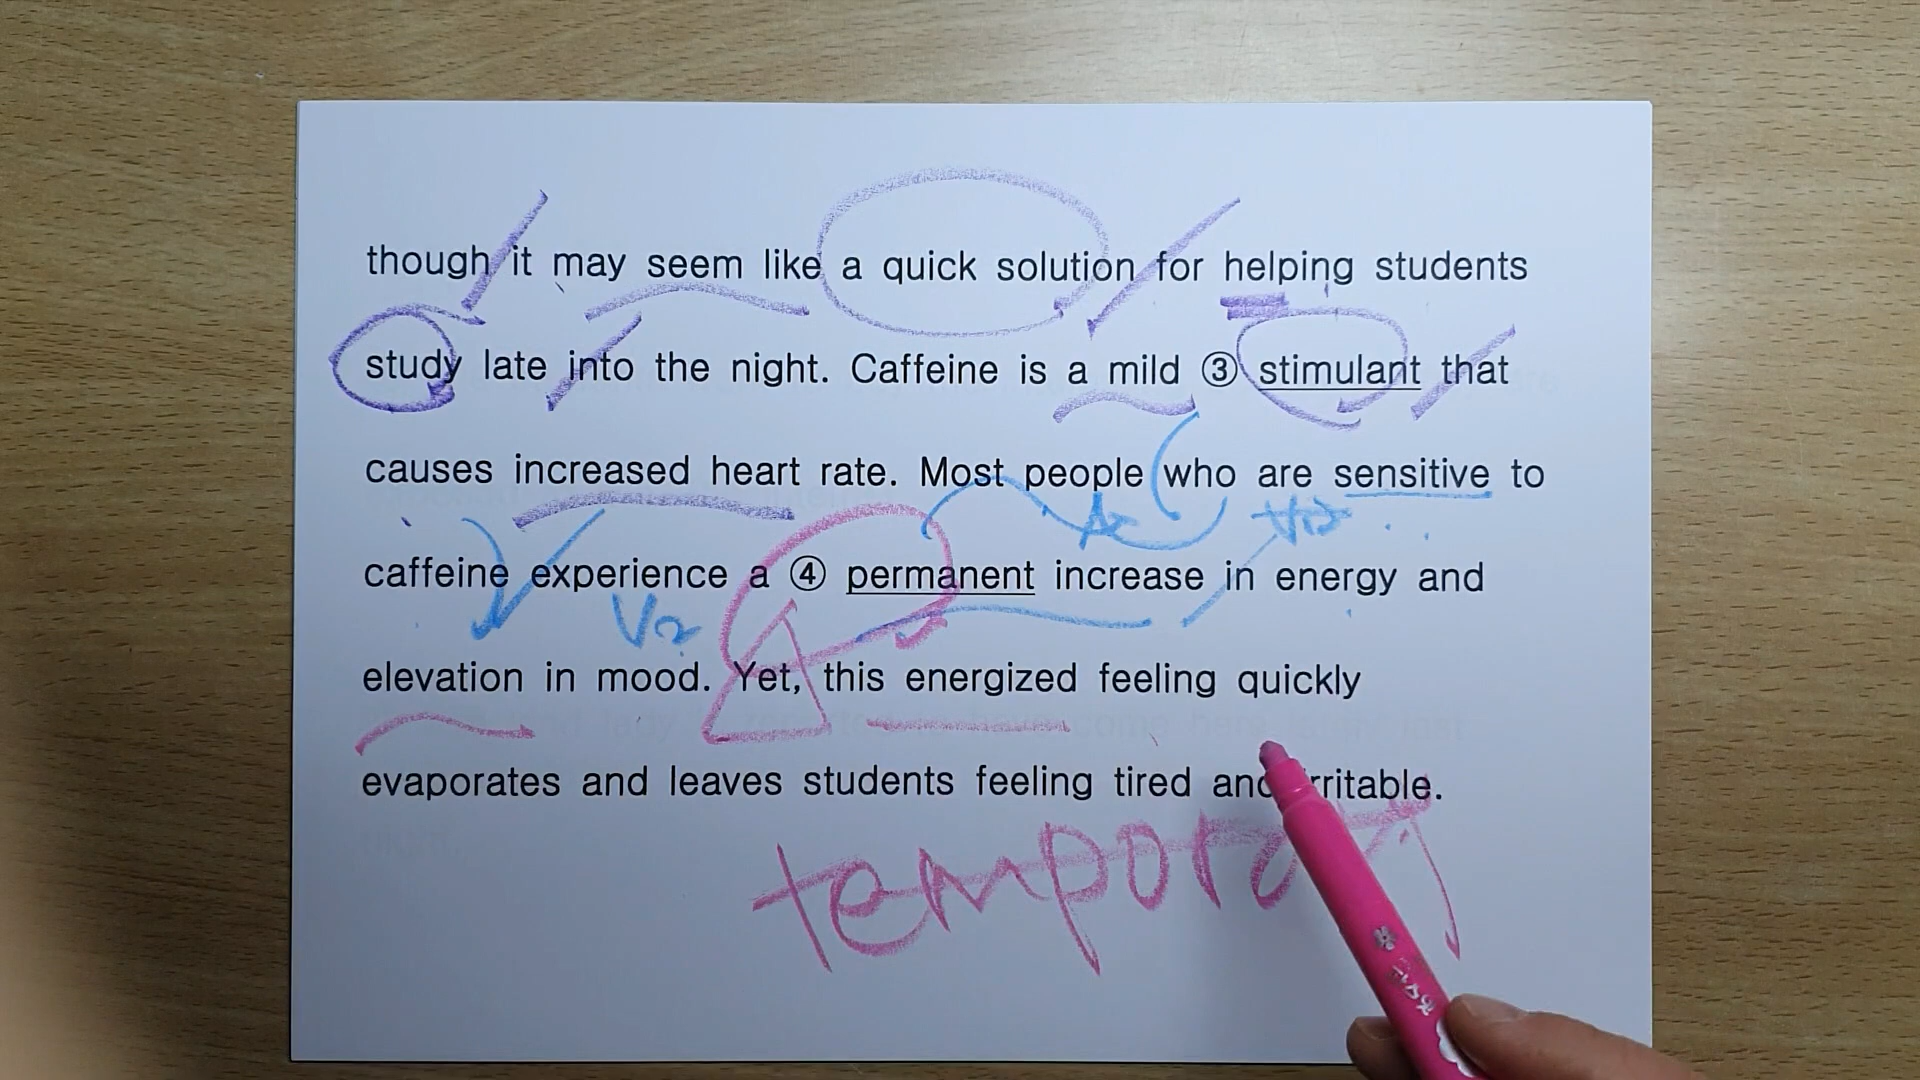 though it may seem like a quick solution for helping students
study late into the night. Caffeine is a mild ③ stimulant that
causes increased heart rate. Most people who are sensitive to
caffeine experience a ④ permanent increase in energy and
V2
elevation in mood. Yet, this energized feeling quickly
evaporates and leaves students feeling tired and irritable.
temporary